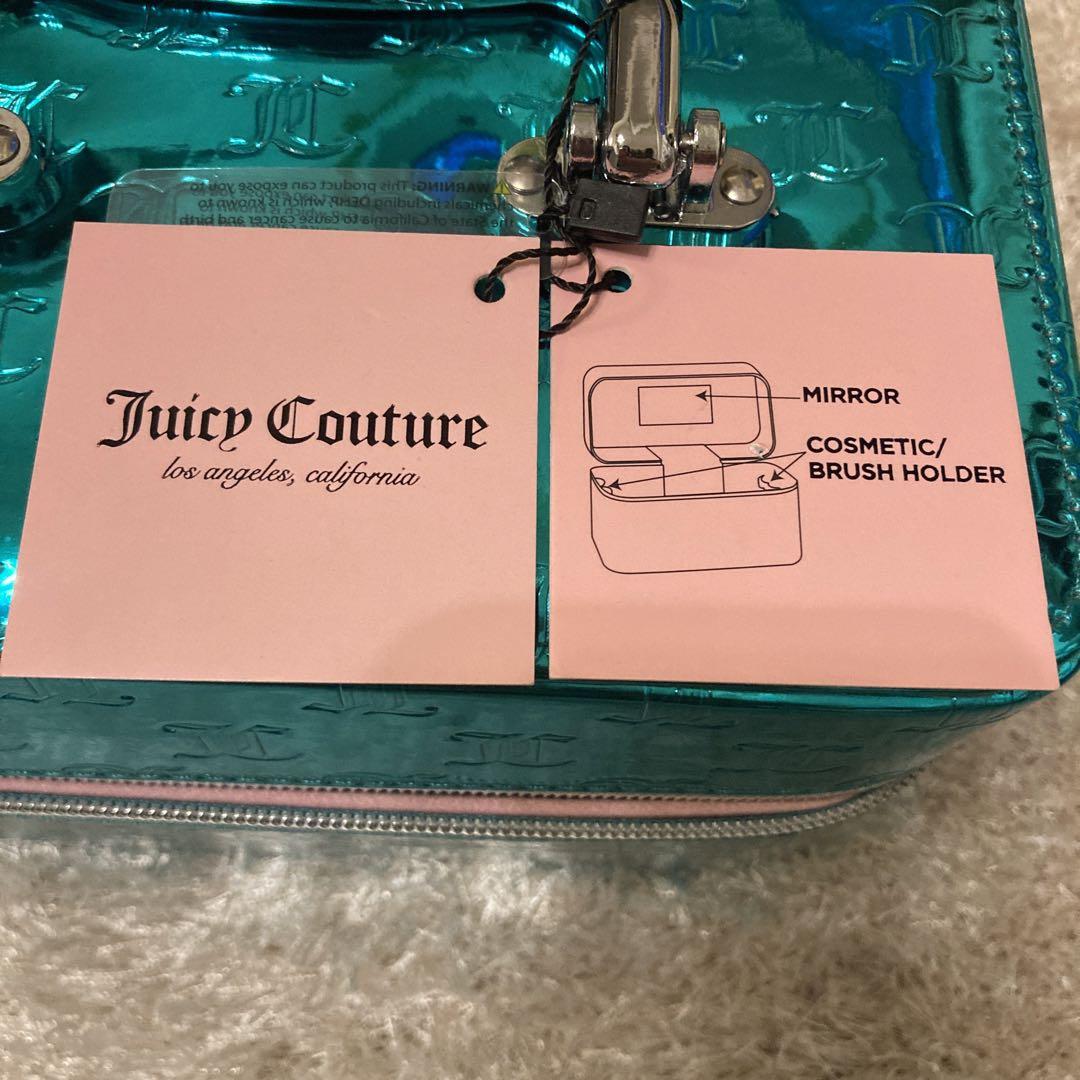 ⚠WARNING: This product can expose you to
chemicals including DEHP, which is known to
the State of California to cause cancer and birth
Juicy Couture
los angeles, california
MIRROR
COSMETIC/
BRUSH HOLDER